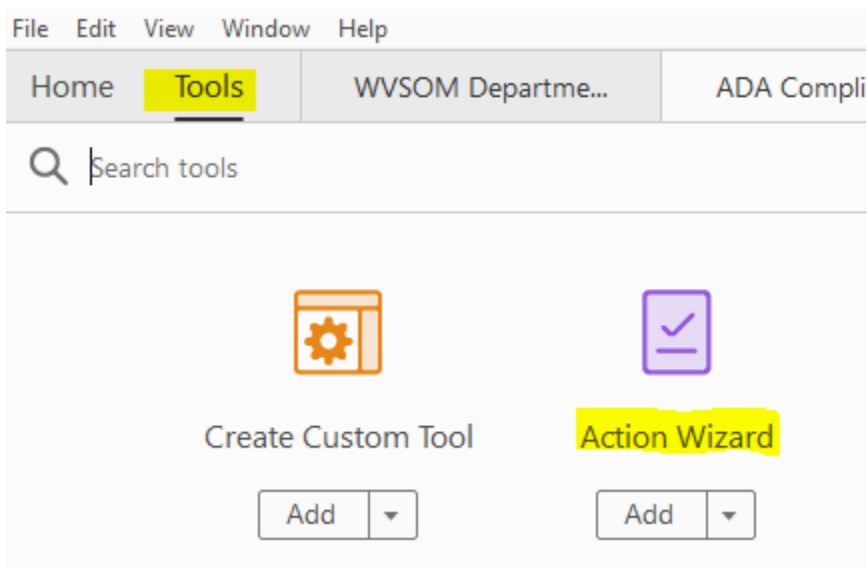 File Edit View Window Help
Home Tools WVSOM Departme... ADA Compli
Search tools
Create Custom Tool Action Wizard
Add Add